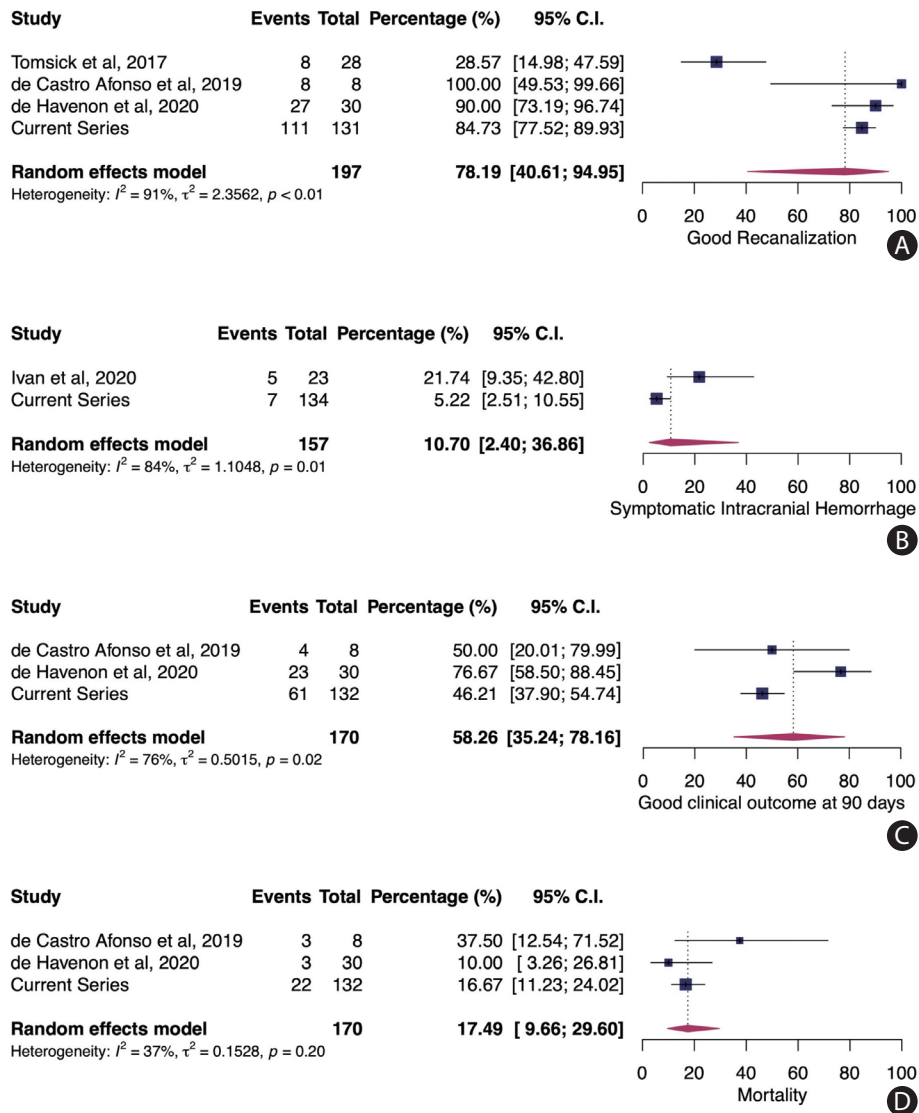 Study Events Total Percentage (%) 95% C.I.
Tomsick et al, 2017 8 28 28.57 [14.98; 47.59]
de Castro Afonso et al, 2019 8 8 100.00 [49.53; 99.66]
de Havenon et al, 2020 27 30 90.00 [73.19; 96.74]
Current Series 111 131 84.73 [77.52; 89.93]
Random effects model 197 78.19 [40.61; 94.95]
Heterogeneity: I² = 91%, τ² = 2.3562, p < 0.01
0 20 40 60 80 100
Good Recanalization
A
Study Events Total Percentage (%) 95% C.I.
Ivan et al, 2020 5 23 21.74 [9.35; 42.80]
Current Series 7 134 5.22 [2.51; 10.55]
Random effects model 157 10.70 [2.40; 36.86]
Heterogeneity: I² = 84%, τ² = 1.1048, p = 0.01
0 20 40 60 80 100
Symptomatic Intracranial Hemorrhage
B
Study Events Total Percentage (%) 95% C.I.
de Castro Afonso et al, 2019 4 8 50.00 [20.01; 79.99]
de Havenon et al, 2020 23 30 76.67 [58.50; 88.45]
Current Series 61 132 46.21 [37.90; 54.74]
Random effects model 170 58.26 [35.24; 78.16]
Heterogeneity: I² = 76%, τ² = 0.5015, p = 0.02
0 20 40 60 80 100
Good clinical outcome at 90 days
C
Study Events Total Percentage (%) 95% C.I.
de Castro Afonso et al, 2019 3 8 37.50 [12.54; 71.52]
de Havenon et al, 2020 3 30 10.00 [ 3.26; 26.81]
Current Series 22 132 16.67 [11.23; 24.02]
Random effects model 170 17.49 [ 9.66; 29.60]
Heterogeneity: I² = 37%, τ² = 0.1528, p = 0.20
0 20 40 60 80 100
Mortality
D